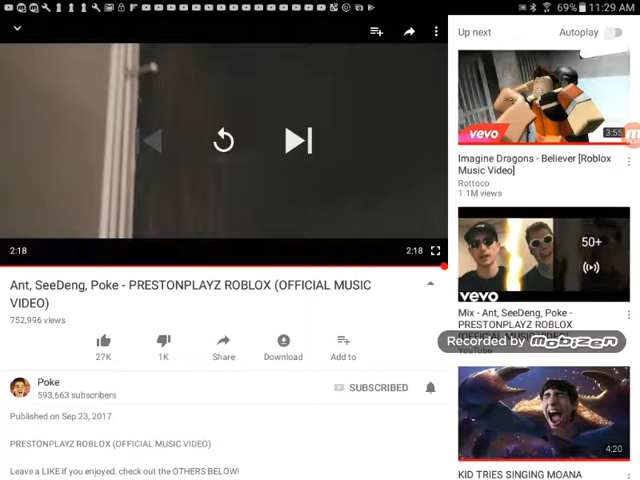 69% 11:29 AM
Up next
Autoplay
vevo
3:55
Imagine Dragons - Believer [Roblox
Music Video]
Rottoco
1.1M views
2:18
2:18
50+
vevo
Ant, SeeDeng, Poke - PRESTONPLAYZ ROBLOX (OFFICIAL MUSIC
VIDEO)
752,996 views
Mix - Ant, SeeDeng, Poke -
PRESTONPLAYZ ROBLOX
YouTube
Recorded by mobizen
27K
1K
Share
Download
Add to
Poke
593,663 subscribers
SUBSCRIBED
Published on Sep 23, 2017
4:20
PRESTONPLAYZ ROBLOX (OFFICIAL MUSIC VIDEO)
Leave a LIKE if you enjoyed, check out the OTHERS BELOW!
KID TRIES SINGING MOANA